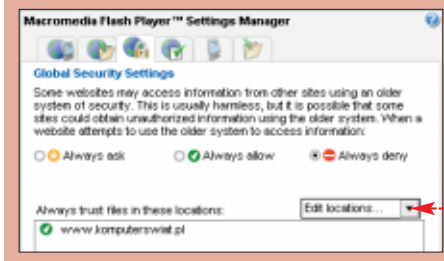 Macromedia Flash Player™ Settings Manager
Global Security Settings
Some websites may access information from other sites using an older
system of security. This is usually harmless, but it is possible that some
sites could obtain unauthorized information using the older system. When a
website attempts to use the older system to access information:
Always ask Always allow Always deny
Always trust files in these locations: Edit locations...
www.komputerswiat.pl